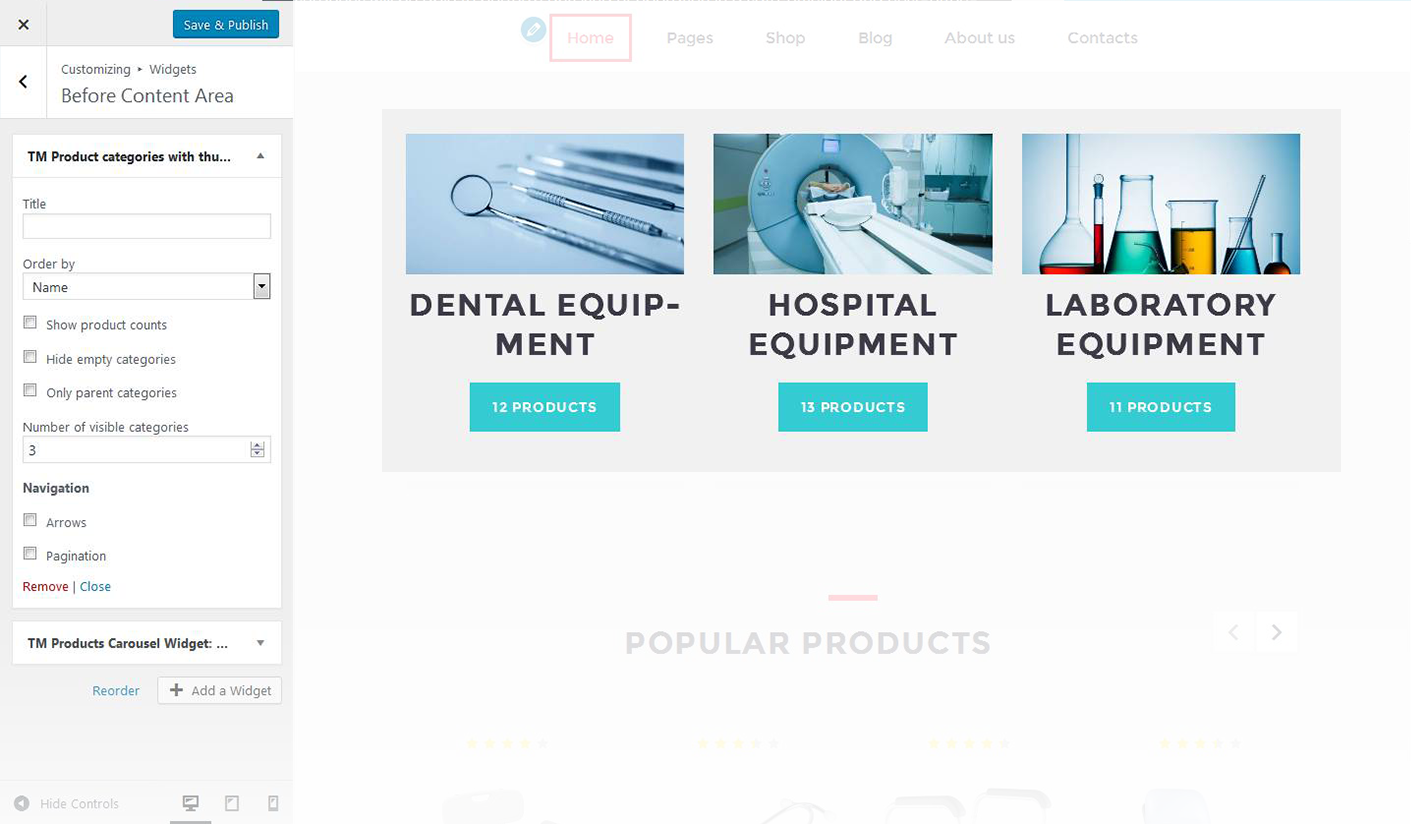 Save & Publish
Customizing ▸ Widgets
Before Content Area
TM Product categories with thu...
Title
Order by
Name
Show product counts
Hide empty categories
Only parent categories
Number of visible categories
3
Navigation
Arrows
Pagination
Remove | Close
TM Products Carousel Widget: ...
Reorder
Add a Widget
Hide Controls
Home Pages Shop Blog About us Contacts
DENTAL EQUIP-
MENT
12 PRODUCTS
HOSPITAL
EQUIPMENT
13 PRODUCTS
LABORATORY
EQUIPMENT
11 PRODUCTS
POPULAR PRODUCTS